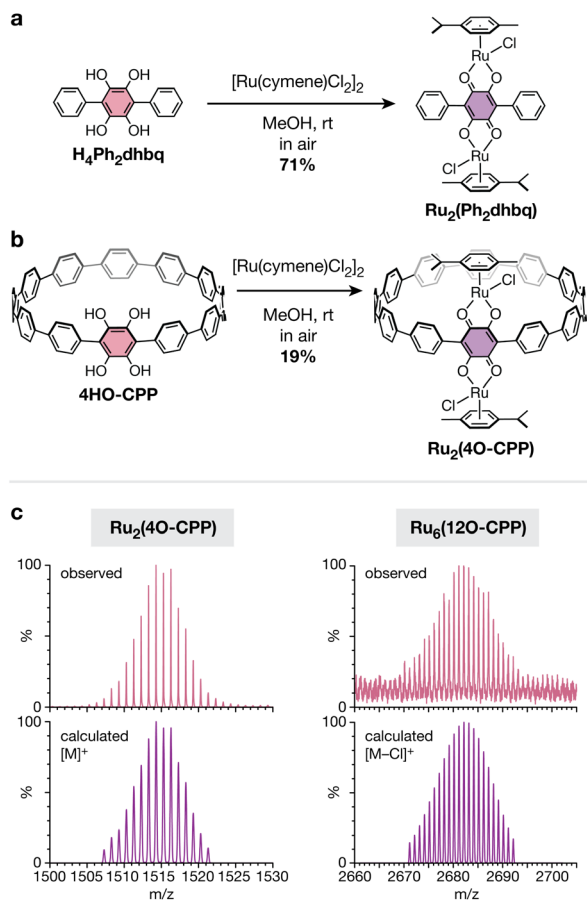 a
HO OH
HO OH
H4Ph2dhbq
[Ru(cymene)Cl2]2
MeOH, rt
in air
71%
Cl
Ru
O O
O O
Ru
Cl
Ru2(Ph2dhbq)
b
HO OH
HO OH
4HO-CPP
[Ru(cymene)Cl2]2
MeOH, rt
in air
19%
Cl
Ru
O O
O O
Ru
Cl
Ru2(4O-CPP)
c
Ru2(4O-CPP)
Ru6(12O-CPP)
100
observed
%
0
100
calculated
[M]+
%
0
1500 1505 1510 1515 1520 1525 1530
m/z
100
observed
%
0
100
calculated
[M–Cl]+
%
0
2660 2670 2680 2690 2700
m/z